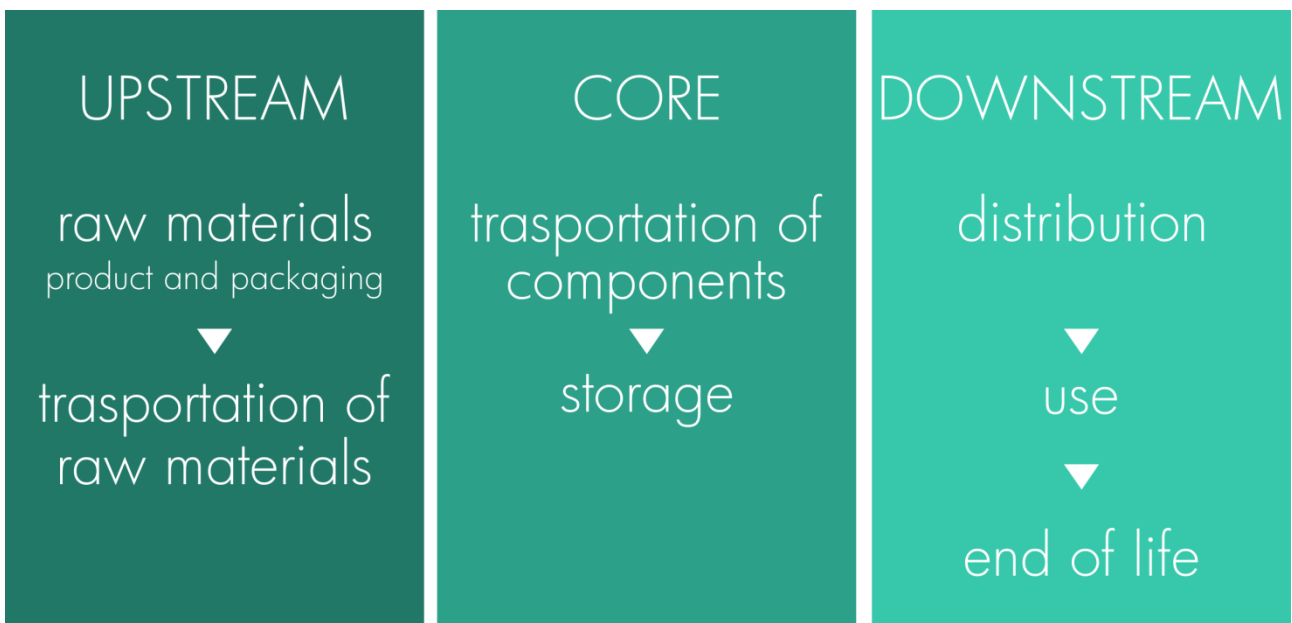 UPSTREAM
raw materials
product and packaging
trasportation of
raw materials
CORE
trasportation of
components
storage
DOWNSTREAM
distribution
use
end of life